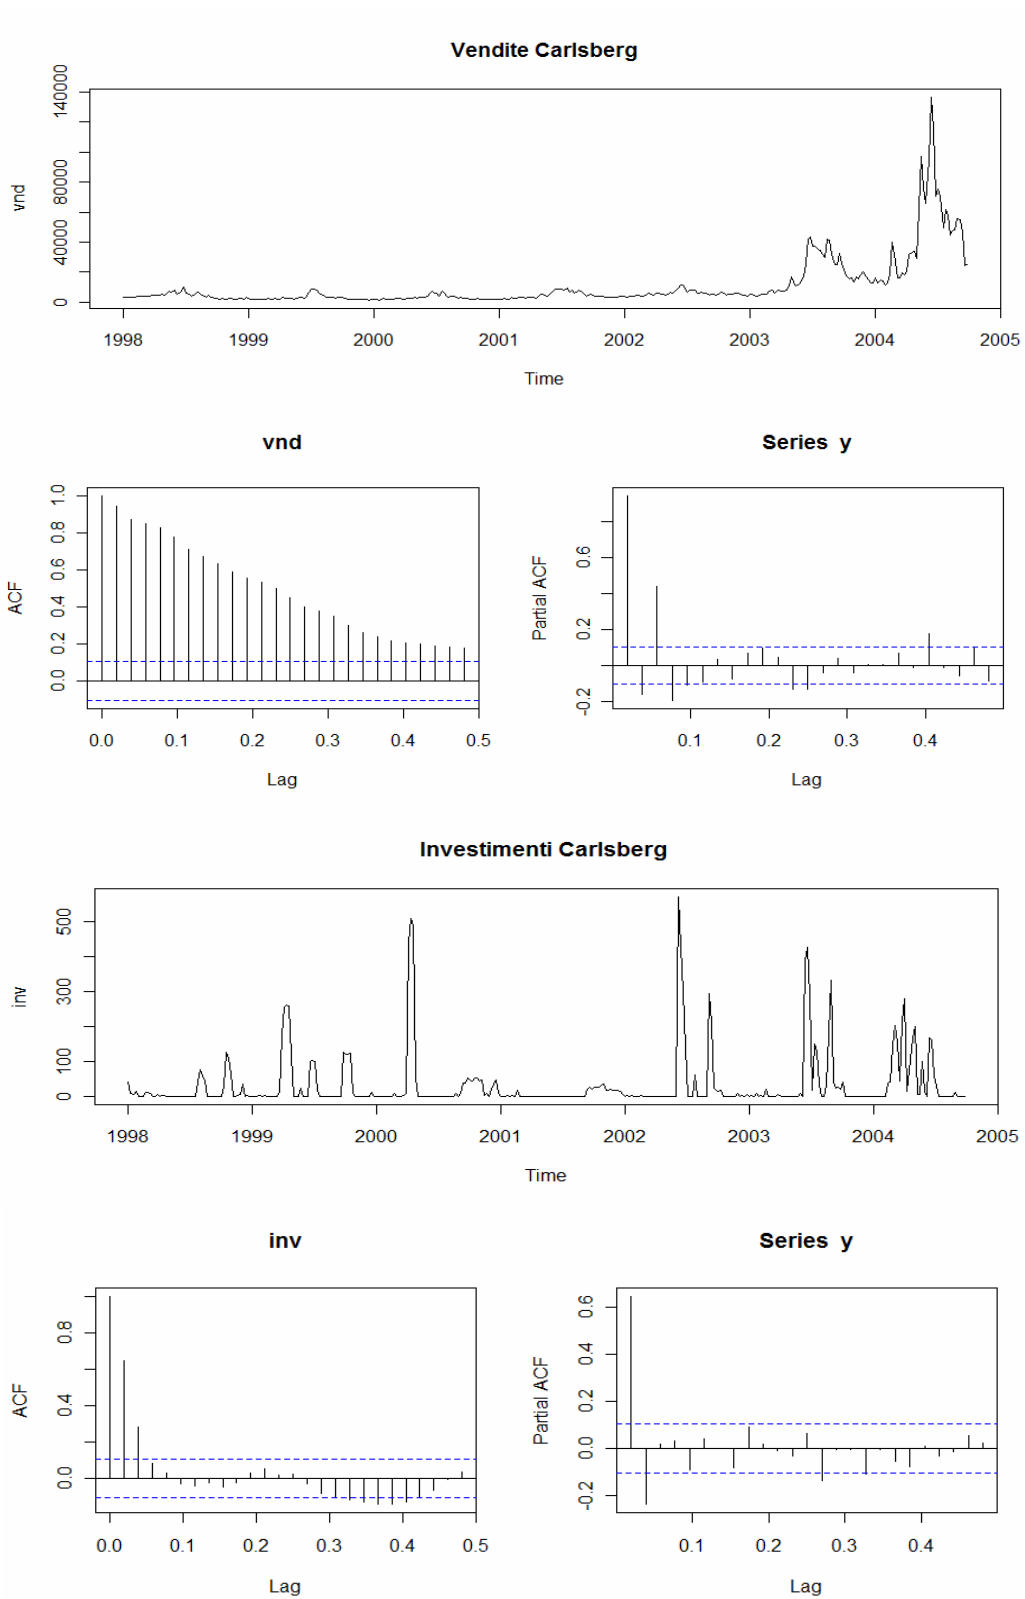 Vendite Carlsberg
vnd
140000
80000
40000
0
1998 1999 2000 2001 2002 2003 2004 2005
Time
vnd
ACF
1.0
0.8
0.6
0.4
0.2
0.0
0.0 0.1 0.2 0.3 0.4 0.5
Lag
Series y
Partial ACF
0.6
0.2
-0.2
0.1 0.2 0.3 0.4
Lag
Investimenti Carlsberg
inv
500
300
100
0
1998 1999 2000 2001 2002 2003 2004 2005
Time
inv
ACF
0.8
0.4
0.0
0.0 0.1 0.2 0.3 0.4 0.5
Lag
Series y
Partial ACF
0.6
0.4
0.2
0.0
-0.2
0.1 0.2 0.3 0.4
Lag